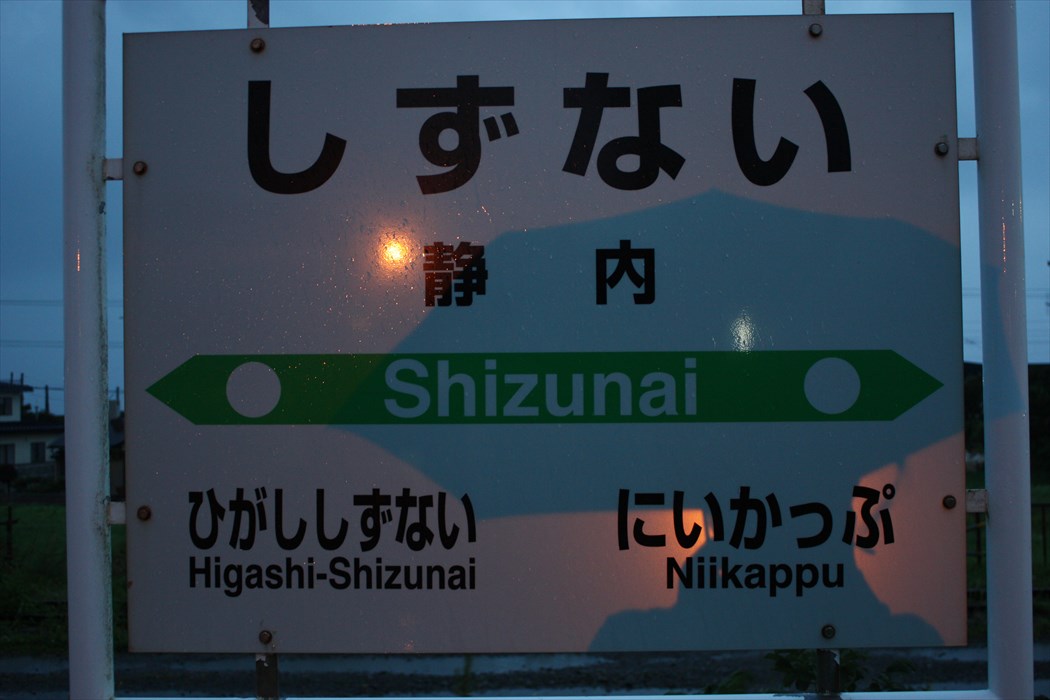 しずない
静内
Shizunai
ひがししずない にいかっぷ
Higashi-Shizunai Niikappu